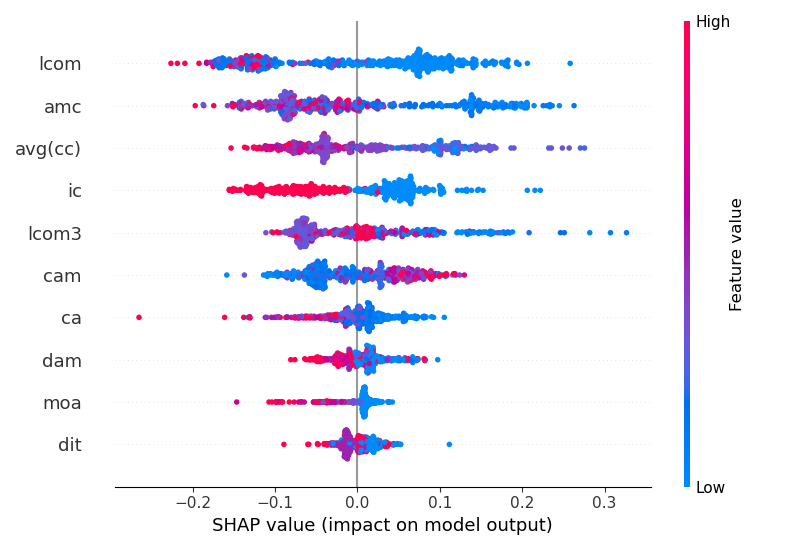 High
lcom
amc
avg(cc)
ic
lcom3
cam
ca
dam
moa
dit
Low
Feature value
−0.2 −0.1 0.0 0.1 0.2 0.3
SHAP value (impact on model output)